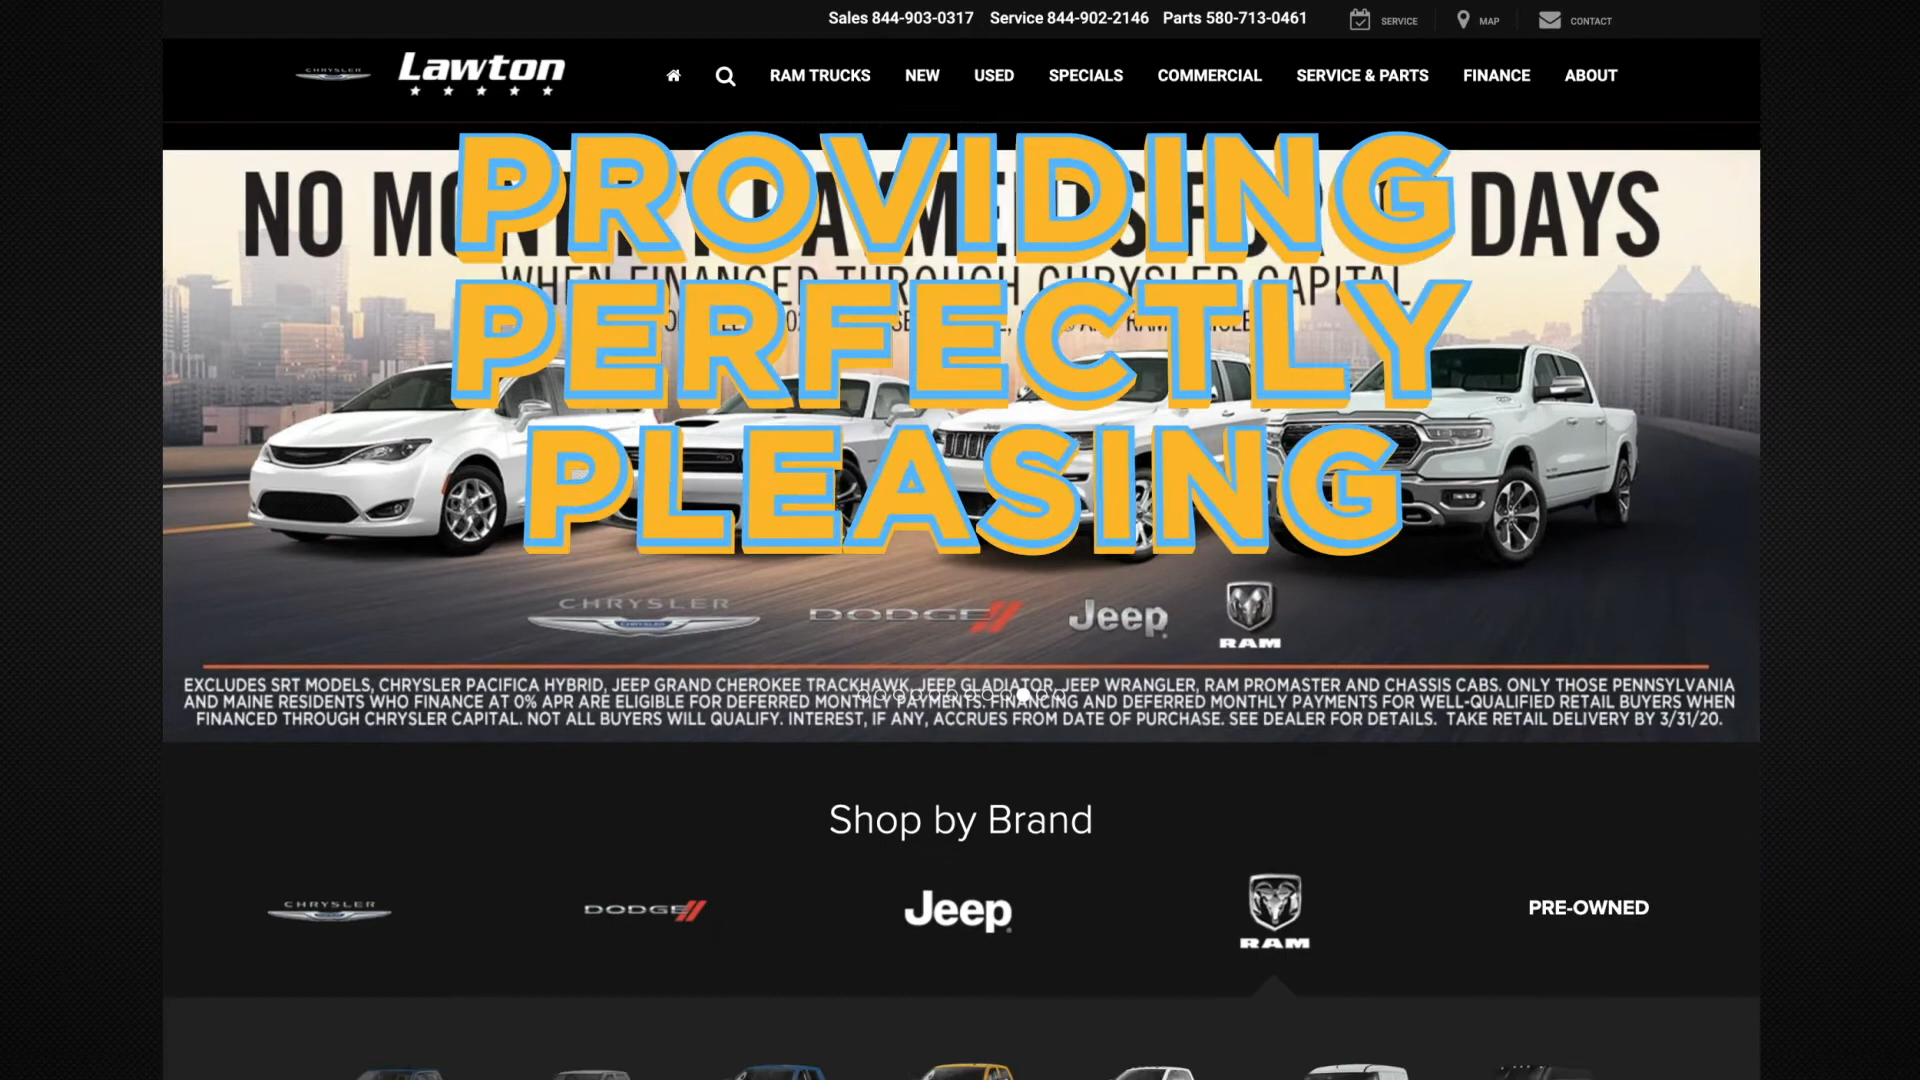 Sales 844-903-0317 Service 844-902-2146 Parts 580-713-0461 SERVICE MAP CONTACT
CHRYSLER Lawton RAM TRUCKS NEW USED SPECIALS COMMERCIAL SERVICE & PARTS FINANCE ABOUT
PROVIDING
PERFECTLY
PLEASING
NO DAYS
WHEN FINANCED THROUGH CHRYSLER CAPITAL
CHRYSLER DODGE Jeep RAM
EXCLUDES SRT MODELS, CHRYSLER PACIFICA HYBRID, JEEP GRAND CHEROKEE TRACKHAWK, JEEP GLADIATOR, JEEP WRANGLER, RAM PROMASTER AND CHASSIS CABS. ONLY THOSE PENNSYLVANIA
AND MAINE RESIDENTS WHO FINANCE AT 0% APR ARE ELIGIBLE FOR DEFERRED MONTHLY PAYMENTS. FINANCING AND DEFERRED MONTHLY PAYMENTS FOR WELL-QUALIFIED RETAIL BUYERS WHEN
FINANCED THROUGH CHRYSLER CAPITAL. NOT ALL BUYERS WILL QUALIFY. INTEREST, IF ANY, ACCRUES FROM DATE OF PURCHASE. SEE DEALER FOR DETAILS. TAKE RETAIL DELIVERY BY 3/31/20.
Shop by Brand
CHRYSLER DODGE Jeep RAM PRE-OWNED